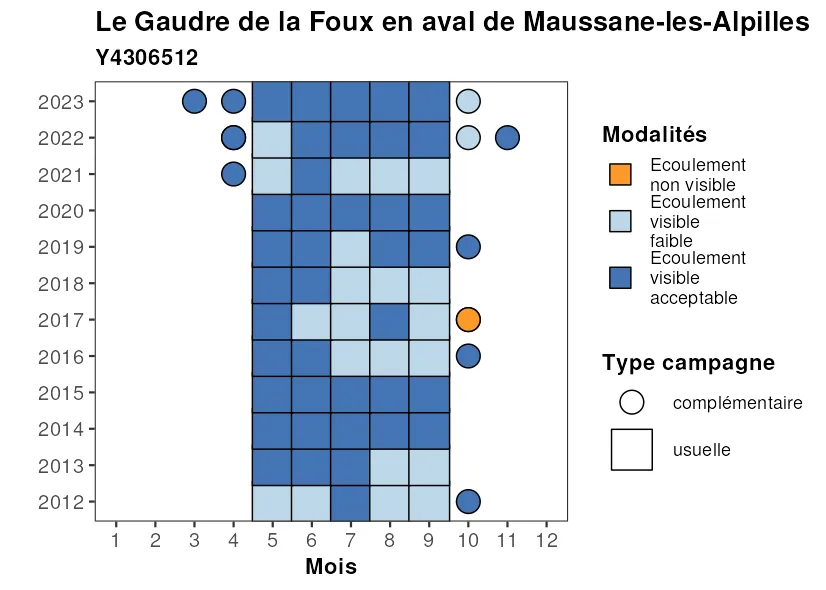 Le Gaudre de la Foux en aval de Maussane-les-Alpilles
Y4306512
2023
2022
2021
2020
2019
2018
2017
2016
2015
2014
2013
2012
1 2 3 4 5 6 7 8 9 10 11 12
Mois
Modalités
Ecoulement
non visible
Ecoulement
visible
faible
Ecoulement
visible
acceptable
Type campagne
complémentaire
usuelle